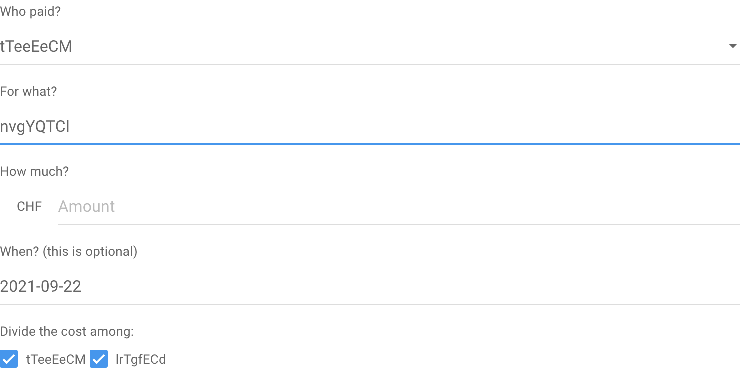 Who paid?
tTeeEeCM
For what?
nvgYQTCl
How much?
CHF Amount
When? (this is optional)
2021-09-22
Divide the cost among:
tTeeEeCM lrTgfECd